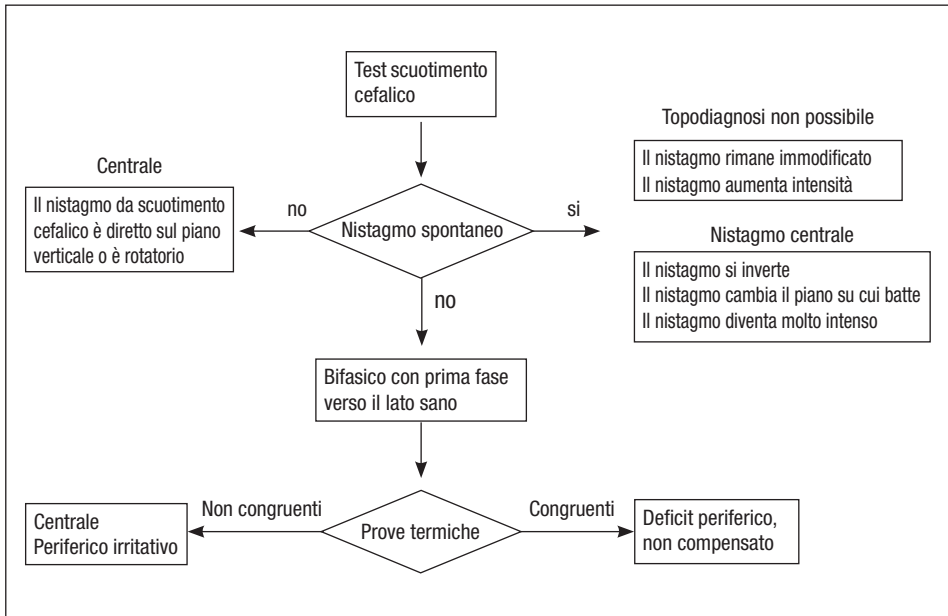 Test scuotimento
cefalico
Topodiagnosi non possibile
Il nistagmo rimane immodificato
Il nistagmo aumenta intensità
Centrale
Il nistagmo da scuotimento
cefalico è diretto sul piano
verticale o è rotatorio
no
Nistagmo spontaneo
si
Nistagmo centrale
Il nistagmo si inverte
Il nistagmo cambia il piano su cui batte
Il nistagmo diventa molto intenso
no
Bifasico con prima fase
verso il lato sano
Non congruenti
Congruenti
Centrale
Periferico irritativo
Prove termiche
Deficit periferico,
non compensato